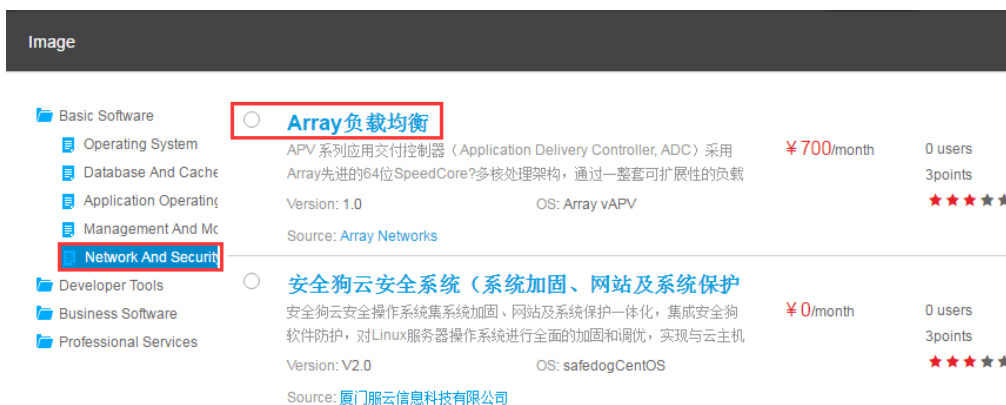 Image
Basic Software
Operating System
Database And Cache
Application Operating
Management And Mo
Network And Security
Developer Tools
Business Software
Professional Services
Array负载均衡
APV 系列应用交付控制器（Application Delivery Controller, ADC）采用
Array先进的64位SpeedCore?多核处理架构，通过一整套可扩展性的负载
Version: 1.0
OS: Array vAPV
Source: Array Networks
¥700/month
0 users
3points
安全狗云安全系统（系统加固、网站及系统保护
安全狗云安全操作系统集系统加固、网站及系统保护一体化，集成安全狗
软件防护，对Linux服务器操作系统进行全面的加固和调优，实现与云主机
Version: V2.0
OS: safedogCentOS
Source: 厦门服云信息科技有限公司
¥0/month
0 users
3points